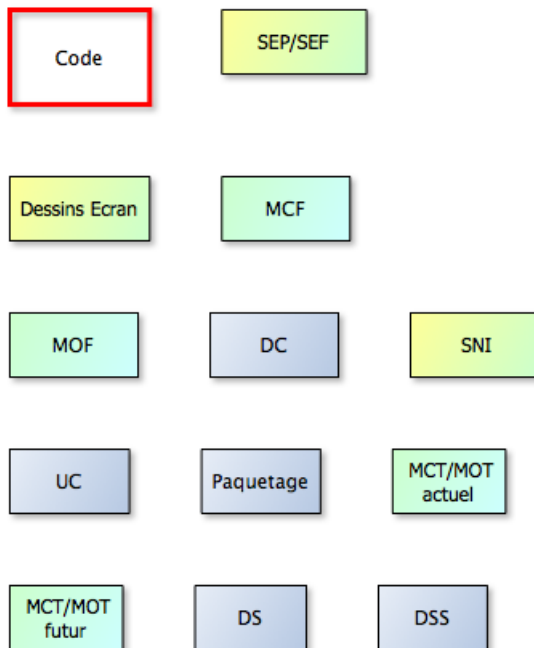 Code
SEP/SEF
Dessins Ecran
MCF
MOF
DC
SNI
UC
Paquetage
MCT/MOT
actuel
MCT/MOT
futur
DS
DSS